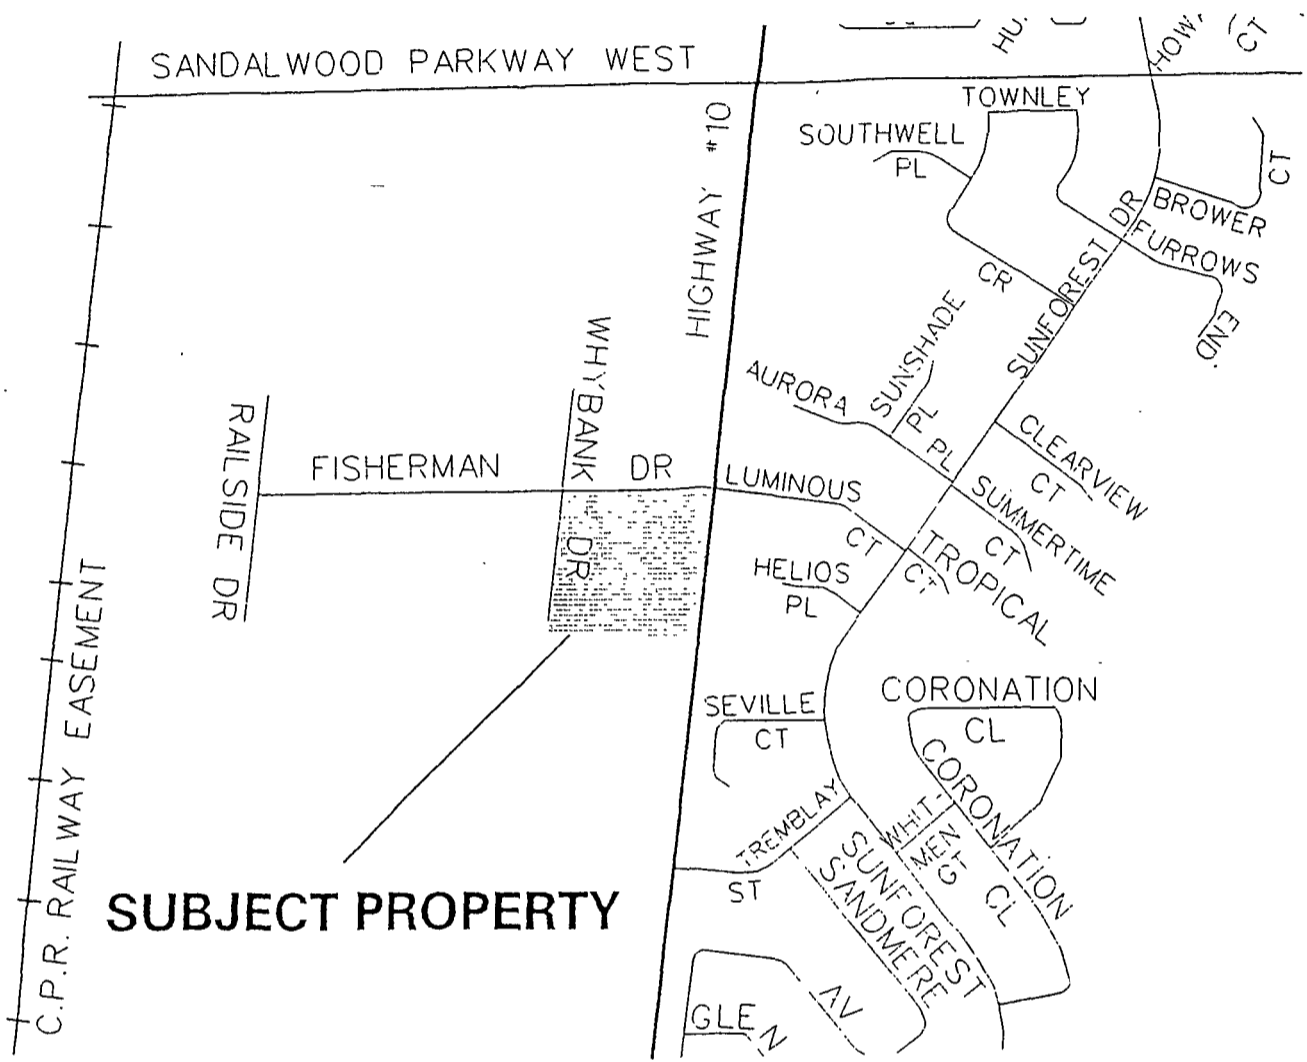 SANDALWOOD PARKWAY WEST
HIGHWAY #10
CT
TOWNLEY
SOUTHWELL
PL
CT
BROWER
DR
FURROWS
END.
CR
SUNFOREST
SUNSHADE
PL
AURORA
PL
WHYBANK DR
RAILSIDE DR
FISHERMAN DR
LUMINOUS
CT
CLEARVIEW
CT
SUMMERTIME
CT
TROPICAL
CT
HELIOS
PL
C.P.R. RAILWAY EASEMENT
SEVILLE
CT
CORONATION
CL
CORONATION
CL
WHIT-
MEN
TREMBLAY
ST
SUNFOREST
SANDMERE
AV
GLEN
SUBJECT PROPERTY